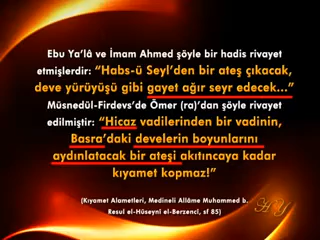 Ebu Ya'lâ ve İmam Ahmed şöyle bir hadis rivayet
etmişlerdir: “Habs-ü Seyl’den bir ateş çıkacak,
deve yürüyüşü gibi gayet ağır seyr edecek...”
Müsnedül-Firdevs’de Ömer (ra)’dan şöyle rivayet
edilmiştir: “Hicaz vadilerinden bir vadinin,
Basra’daki develerin boyunlarını
aydınlatacak bir ateşi akıtıncaya kadar
kıyamet kopmaz!”
(Kıyamet Alametleri, Medineli Allâme Muhammed b.
Resul el-Hüseynî el-Berzencî, sf 85)
HY